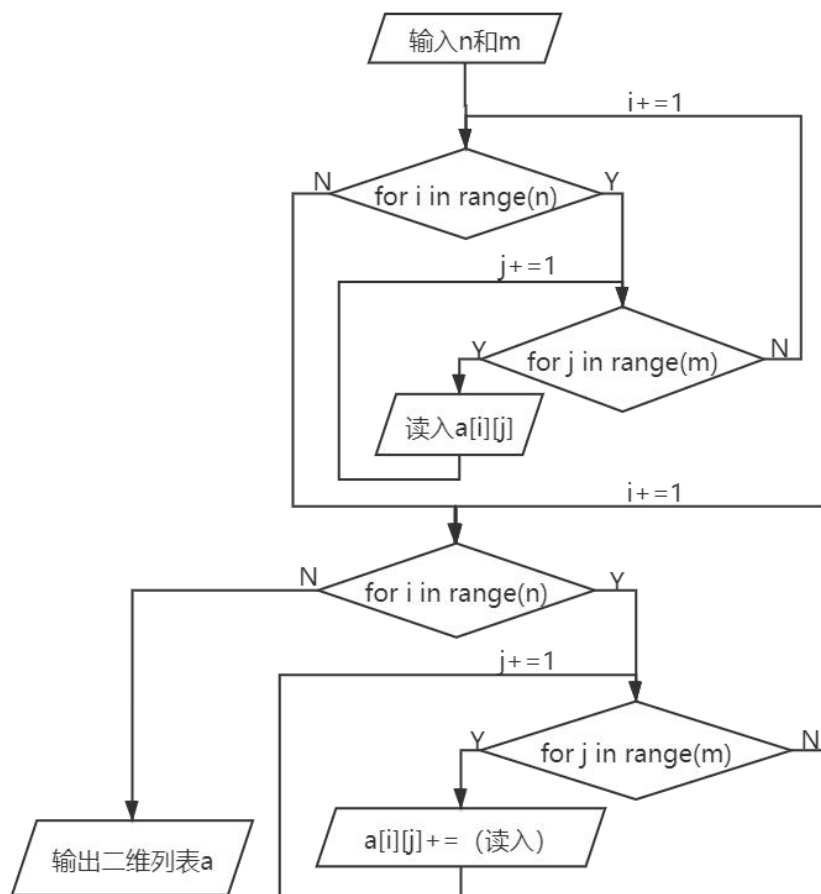 输入n和m
i+=1
N
Y
for i in range(n)
j+=1
Y
N
for j in range(m)
读入a[i][j]
i+=1
N
Y
for i in range(n)
j+=1
Y
N
for j in range(m)
输出二维列表a
a[i][j]+=（读入）